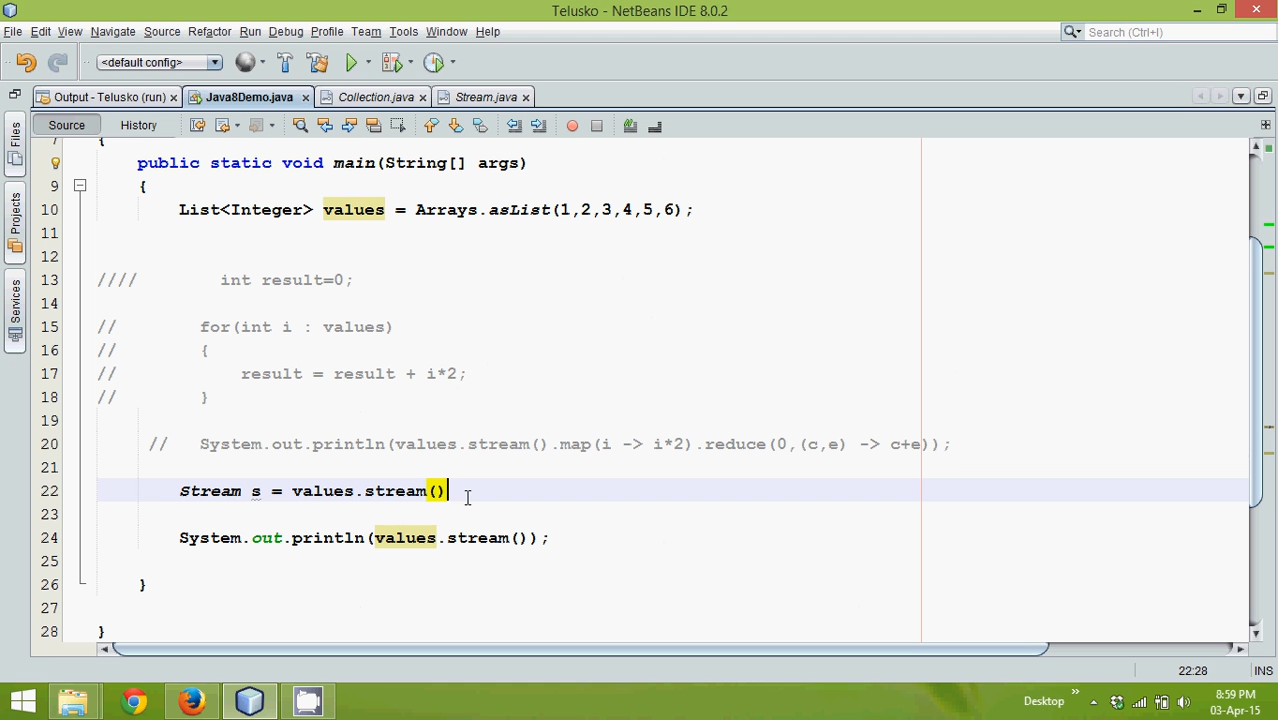 Telusko - NetBeans IDE 8.0.2
File Edit View Navigate Source Refactor Run Debug Profile Team Tools Window Help
Search (Ctrl+I)
<default config>
Output - Telusko (run) Java8Demo.java Collection.java Stream.java
Source History
Files
Projects
Services
7 {
public static void main(String[] args)
9 {
10 List<Integer> values = Arrays.asList(1,2,3,4,5,6);
11
12
13 //// int result=0;
14
15 // for(int i : values)
16 // {
17 // result = result + i*2;
18 // }
19
20 // System.out.println(values.stream().map(i -> i*2).reduce(0,(c,e) -> c+e));
21
22 Stream s = values.stream()
23
24 System.out.println(values.stream());
25
26 }
27
28 }
22:28 INS
Desktop
8:59 PM
03-Apr-15